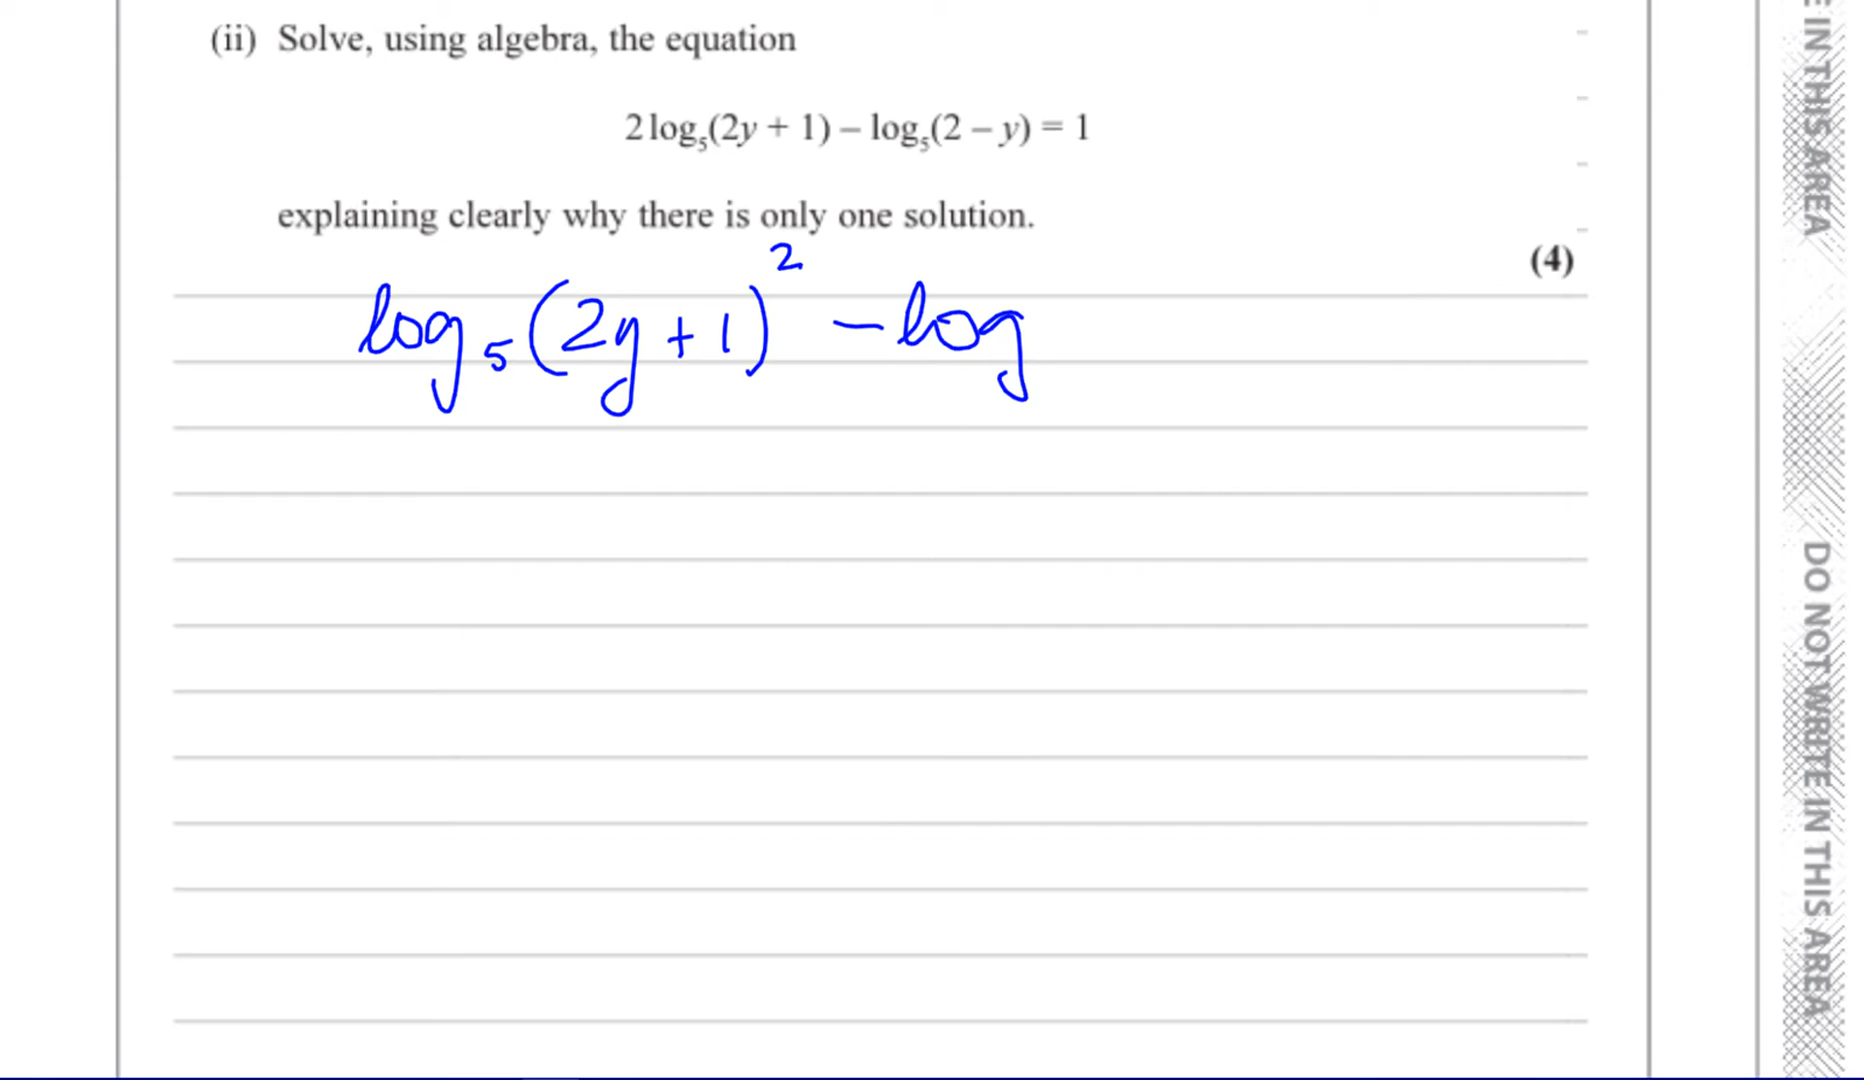 (ii) Solve, using algebra, the equation
2 log₅(2y + 1) – log₅(2 – y) = 1
explaining clearly why there is only one solution.
(4)
log₅(2y+1)² – log
IN THIS AREA
DO NOT WRITE IN THIS AREA